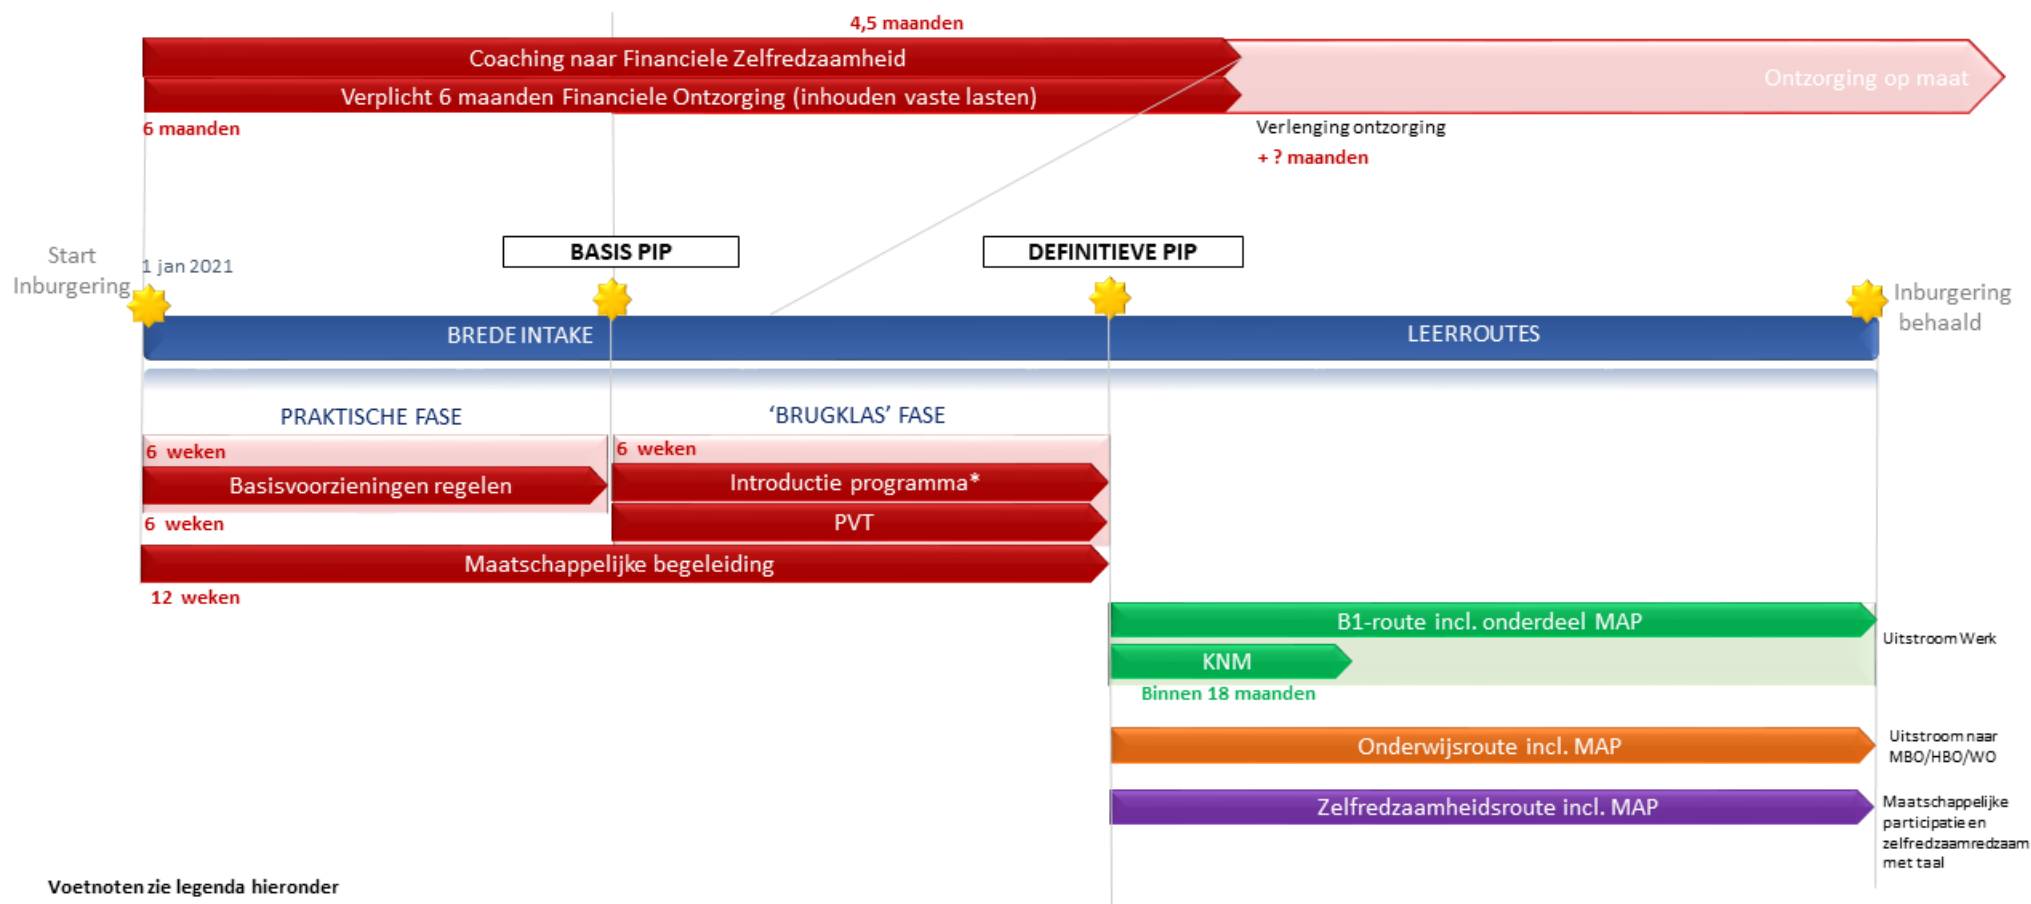 4,5 maanden
Coaching naar Financiele Zelfredzaamheid
Verplicht 6 maanden Financiele Ontzorging (inhouden vaste lasten)
Ontzorging op maat
6 maanden
Verlenging ontzorging
+ ? maanden
Start
Inburgering
1 jan 2021
BASIS PIP
DEFINITIEVE PIP
Inburgering
behaald
BREDE INTAKE
LEERROUTES
PRAKTISCHE FASE
‘BRUGKLAS’ FASE
6 weken
6 weken
Basisvoorzieningen regelen
Introductie programma*
6 weken
PVT
Maatschappelijke begeleiding
12 weken
B1-route incl. onderdeel MAP
Uitstroom Werk
KNM
Binnen 18 maanden
Onderwijsroute incl. MAP
Uitstroom naar
MBO/HBO/WO
Zelfredzaamheidsroute incl. MAP
Maatschappelijke
participatie en
zelfredzaamredzaam
met taal
Voetnoten zie legenda hieronder